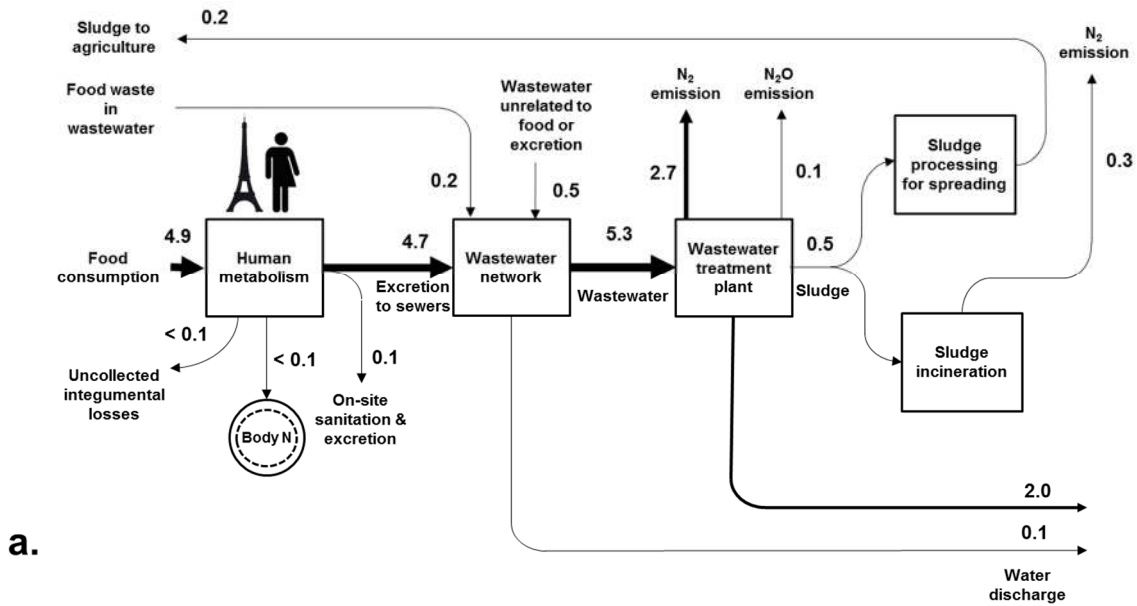 Sludge to
agriculture
0.2
N₂
emission
Food waste
in
wastewater
Wastewater
unrelated to
food or
excretion
N₂
emission
N₂O
emission
Sludge
processing
for spreading
0.3
0.2
0.5
2.7
0.1
4.9
Food
consumption
Human
metabolism
4.7
Excretion
to sewers
Wastewater
network
5.3
Wastewater
Wastewater
treatment
plant
0.5
Sludge
< 0.1
Uncollected
integumental
losses
< 0.1
Body N
0.1
On-site
sanitation &
excretion
Sludge
incineration
2.0
0.1
Water
discharge
a.